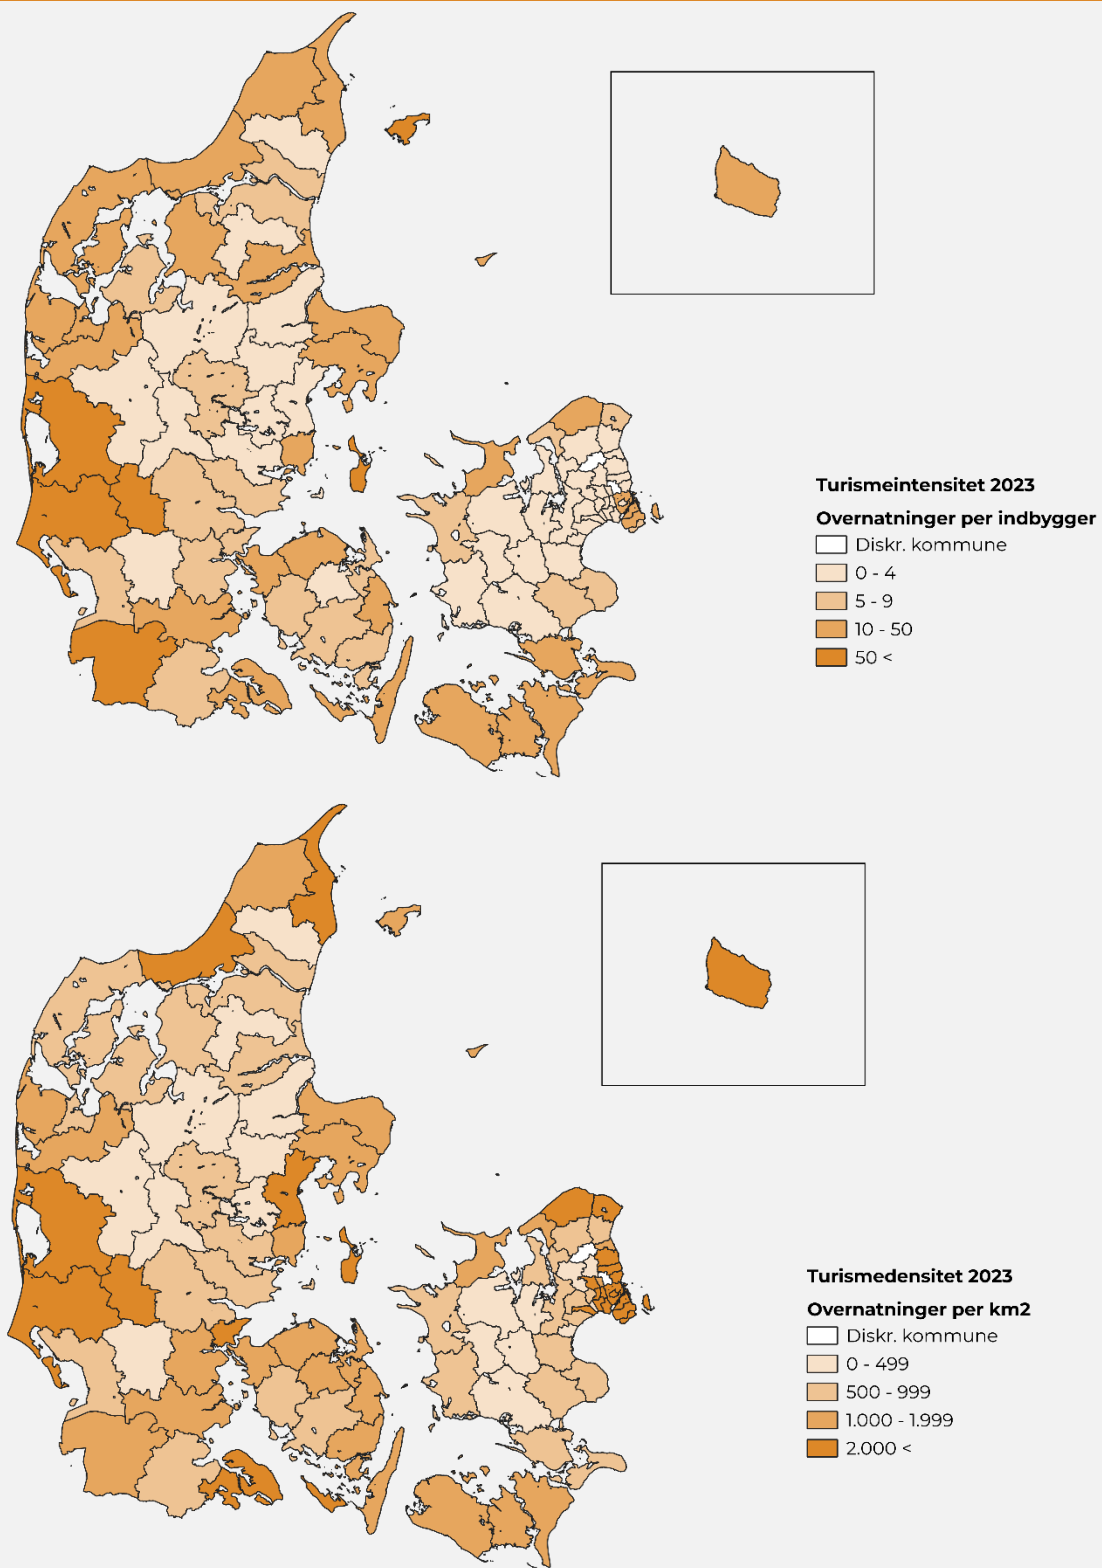 Turismeintensitet 2023
Overnatninger per indbygger
Diskr. kommune
0 - 4
5 - 9
10 - 50
50 <
Turismedensitet 2023
Overnatninger per km2
Diskr. kommune
0 - 499
500 - 999
1.000 - 1.999
2.000 <